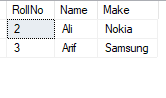 RollNo Name Make
2 Ali Nokia
3 Arif Samsung